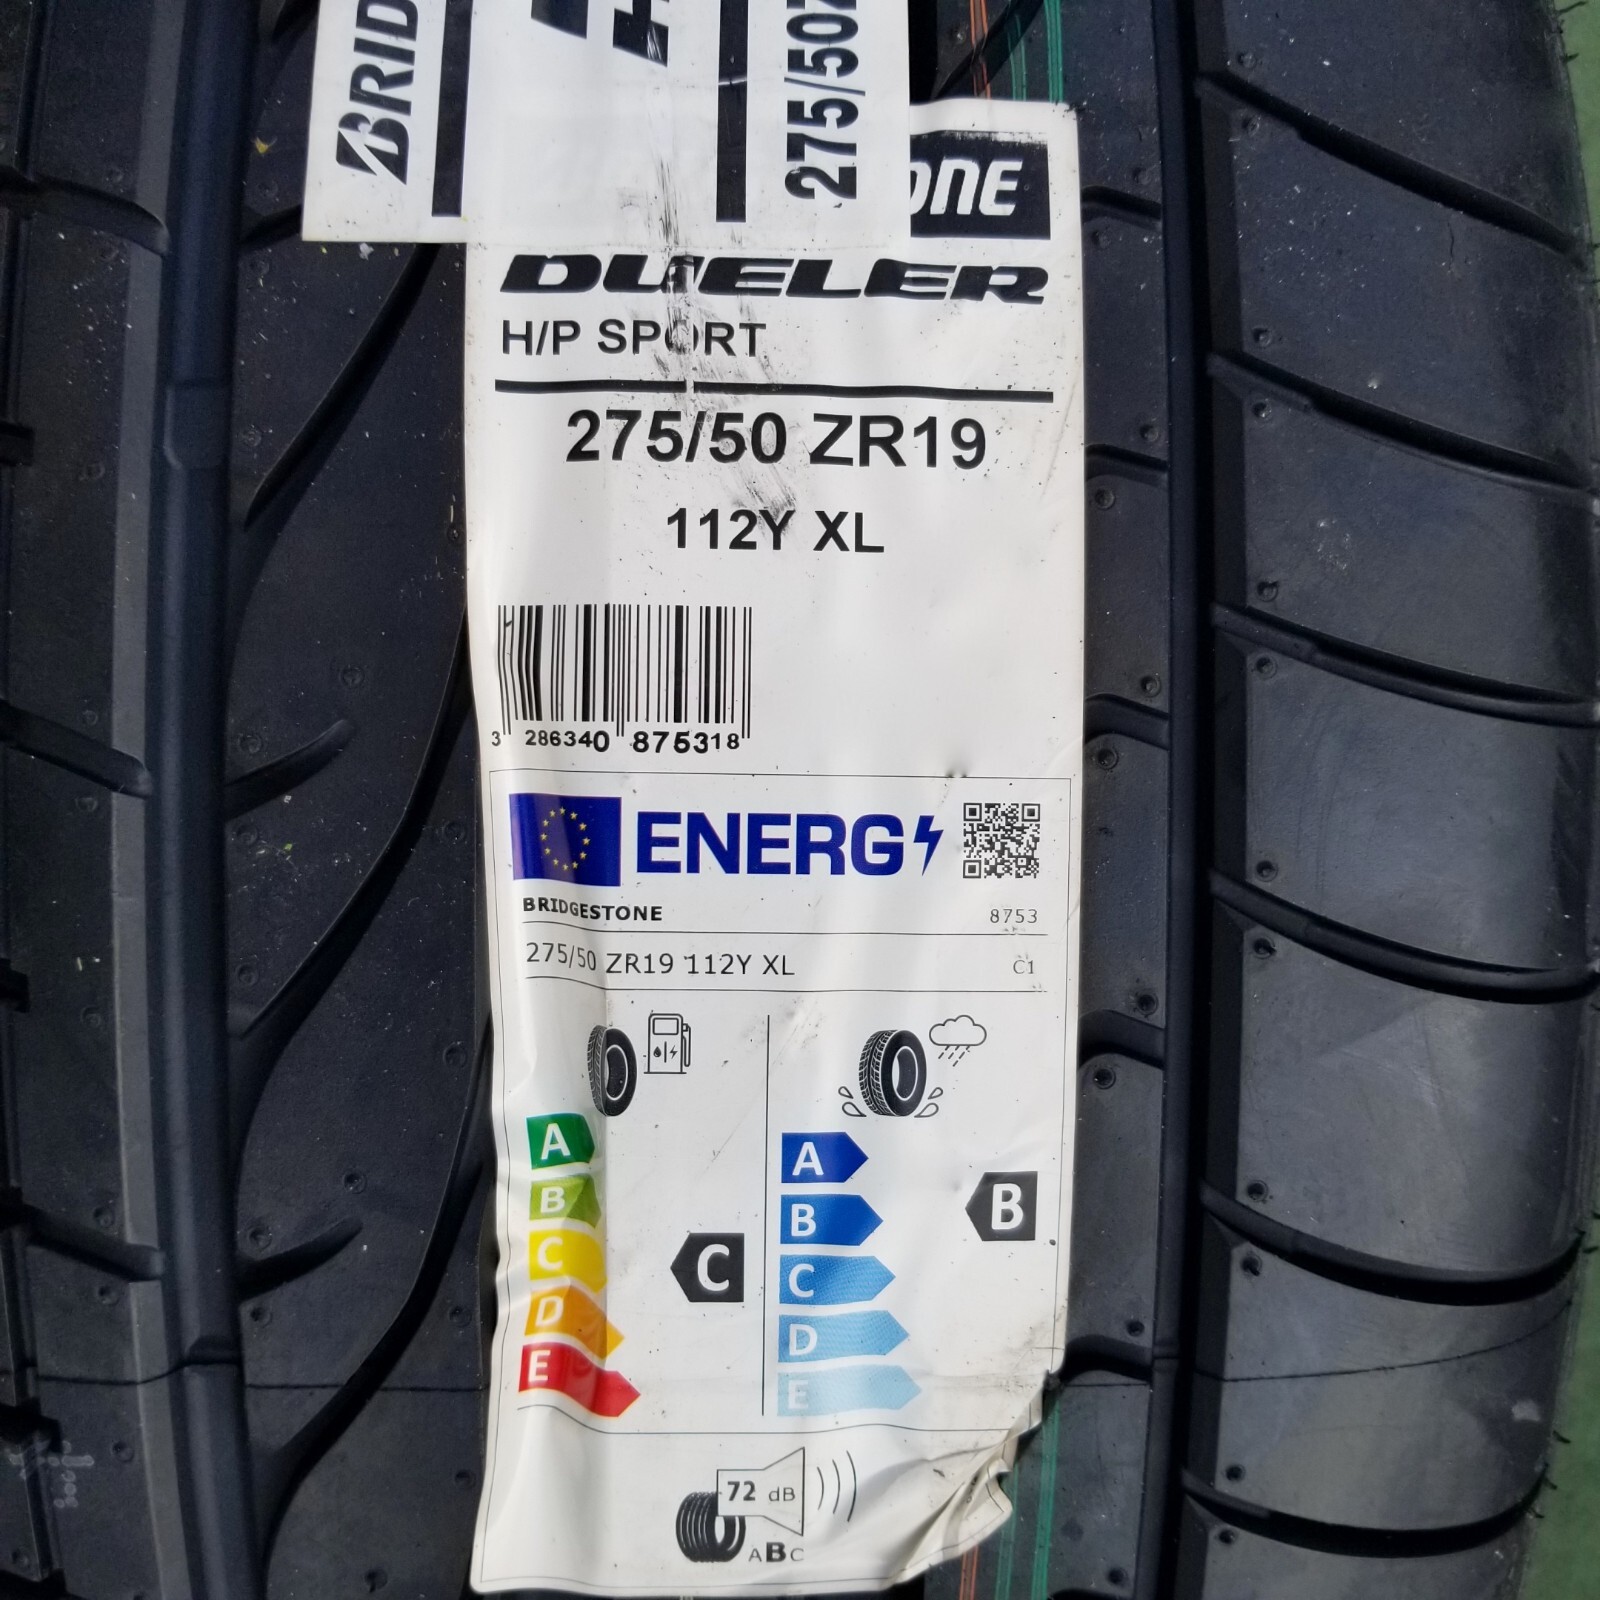 BRID
275/50Z
ONE
DUELER
H/P SPORT
275/50 ZR19
112Y XL
3 286340 875318
ENERG
BRIDGESTONE 8753
275/50 ZR19 112Y XL C1
A
B
C
D
E
C
A
B
C
D
E
B
72 dB
ABC